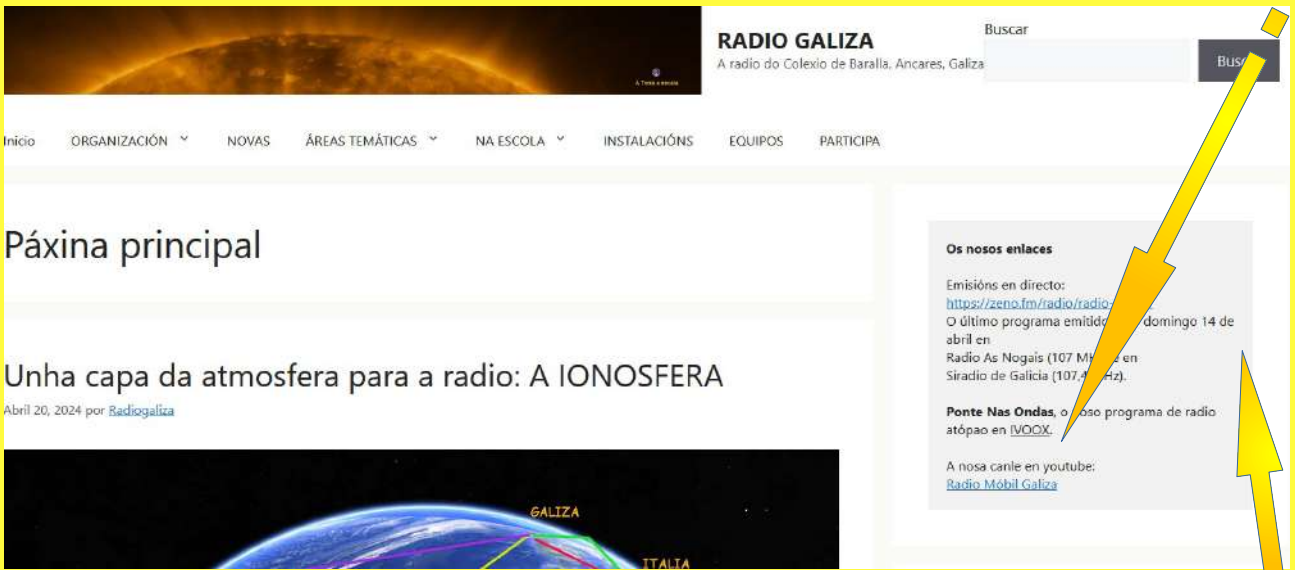 RADIO GALIZA
A radio do Colexio de Baralla. Ancares, Galiza
Buscar
Inicio ORGANIZACIÓN NOVAS ÁREAS TEMÁTICAS NA ESCOLA INSTALACIÓNS EQUIPOS PARTICIPA
Páxina principal
Unha capa da atmosfera para a radio: A IONOSFERA
Abril 20, 2024 por Radiogaliza
GALIZA
ITALIA
Os nosos enlaces
Emisións en directo:
https://zeno.fm/radio/radio-
O último programa emitido domingo 14 de
abril en
Radio As Nogais (107 en
Siradio de Galicia (107,4
Ponte Nas Ondas, o programa de radio
atópao en IVOOX.
A nosa canle en youtube:
Radio Móbil Galiza